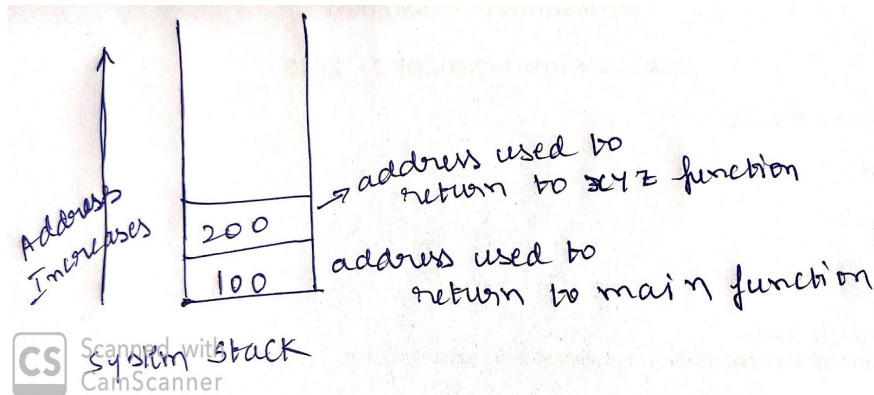 address used to
return to xyz function
200
address used to
100
return to main function
Address
Increases
System Stack
CS Scanned with
CamScanner